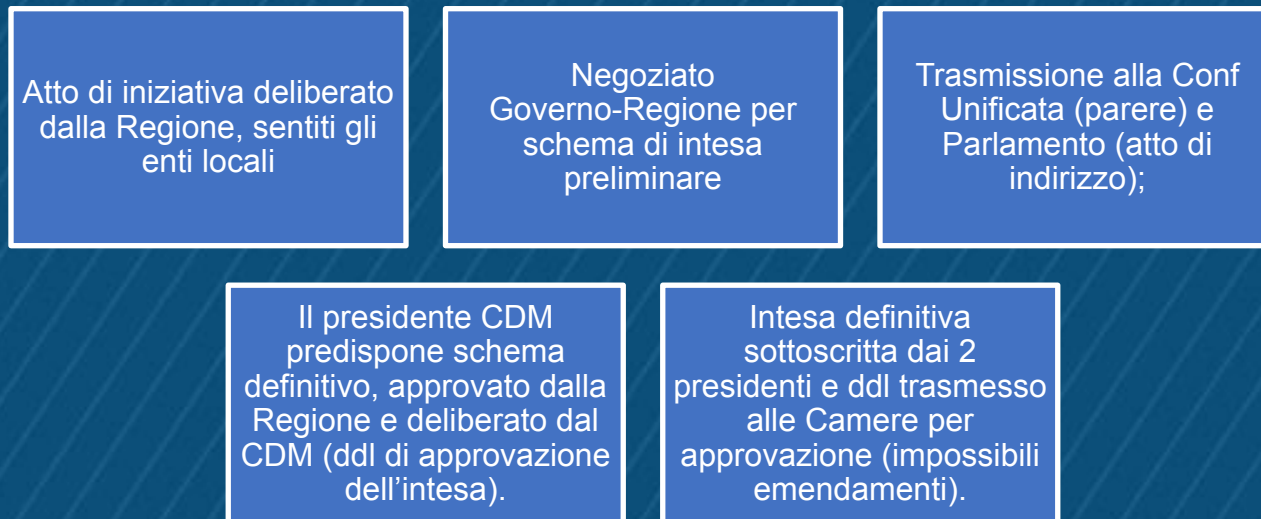 Atto di iniziativa deliberato
dalla Regione, sentiti gli
enti locali
Negoziato
Governo-Regione per
schema di intesa
preliminare
Trasmissione alla Conf
Unificata (parere) e
Parlamento (atto di
indirizzo);
Il presidente CDM
predispone schema
definitivo, approvato dalla
Regione e deliberato dal
CDM (ddl di approvazione
dell’intesa).
Intesa definitiva
sottoscritta dai 2
presidenti e ddl trasmesso
alle Camere per
approvazione (impossibili
emendamenti).